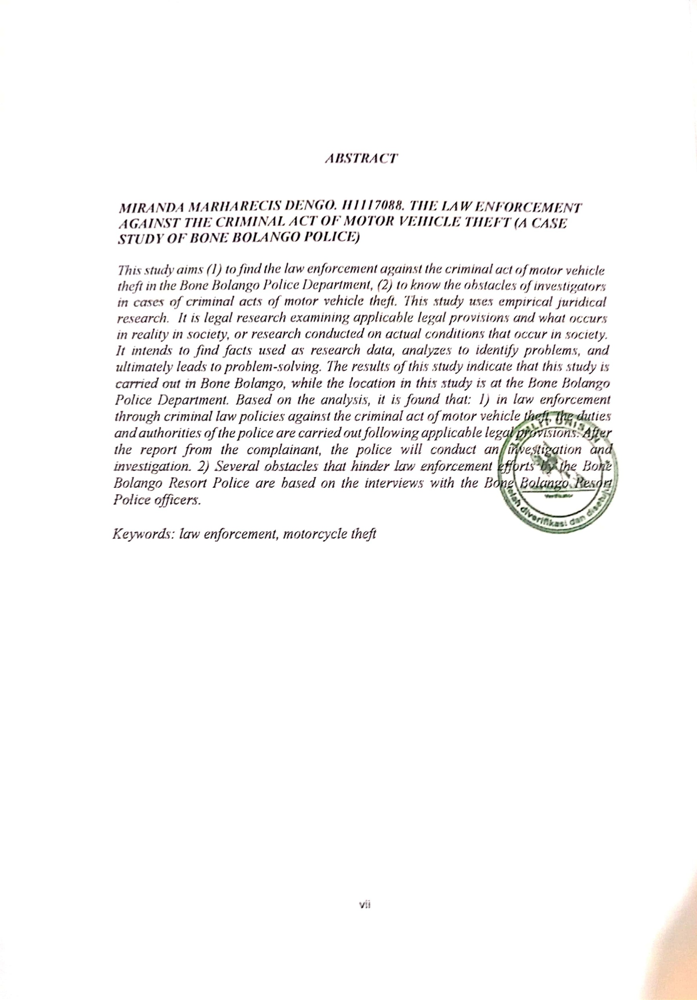 ABSTRACT
MIRANDA MARHARECIS DENGO. H1117088. THE LAW ENFORCEMENT
AGAINST THE CRIMINAL ACT OF MOTOR VEHICLE THEFT (A CASE
STUDY OF BONE BOLANGO POLICE)
This study aims (1) to find the law enforcement against the criminal act of motor vehicle
theft in the Bone Bolango Police Department, (2) to know the obstacles of investigators
in cases of criminal acts of motor vehicle theft. This study uses empirical juridical
research. It is legal research examining applicable legal provisions and what occurs
in reality in society, or research conducted on actual conditions that occur in society.
It intends to find facts used as research data, analyzes to identify problems, and
ultimately leads to problem-solving. The results of this study indicate that this study is
carried out in Bone Bolango, while the location in this study is at the Bone Bolango
Police Department. Based on the analysis, it is found that: 1) in law enforcement
through criminal law policies against the criminal act of motor vehicle theft, the duties
and authorities of the police are carried out following applicable legal provisions. After
the report from the complainant, the police will conduct an investigation and
investigation. 2) Several obstacles that hinder law enforcement efforts by the Bone
Bolango Resort Police are based on the interviews with the Bone Bolango Resort
Police officers.
Verificator
telah diverifikasi dan disetujui
Keywords: law enforcement, motorcycle theft
vii